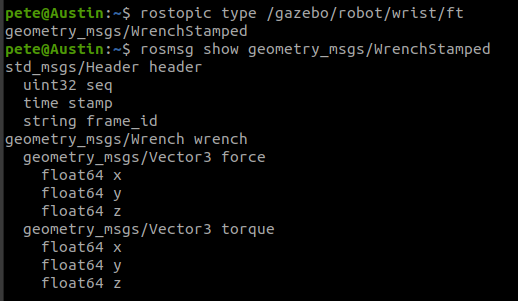 pete@Austin:~$ rostopic type /gazebo/robot/wrist/ft
geometry_msgs/WrenchStamped
pete@Austin:~$ rosmsg show geometry_msgs/WrenchStamped
std_msgs/Header header
  uint32 seq
  time stamp
  string frame_id
geometry_msgs/Wrench wrench
  geometry_msgs/Vector3 force
    float64 x
    float64 y
    float64 z
  geometry_msgs/Vector3 torque
    float64 x
    float64 y
    float64 z